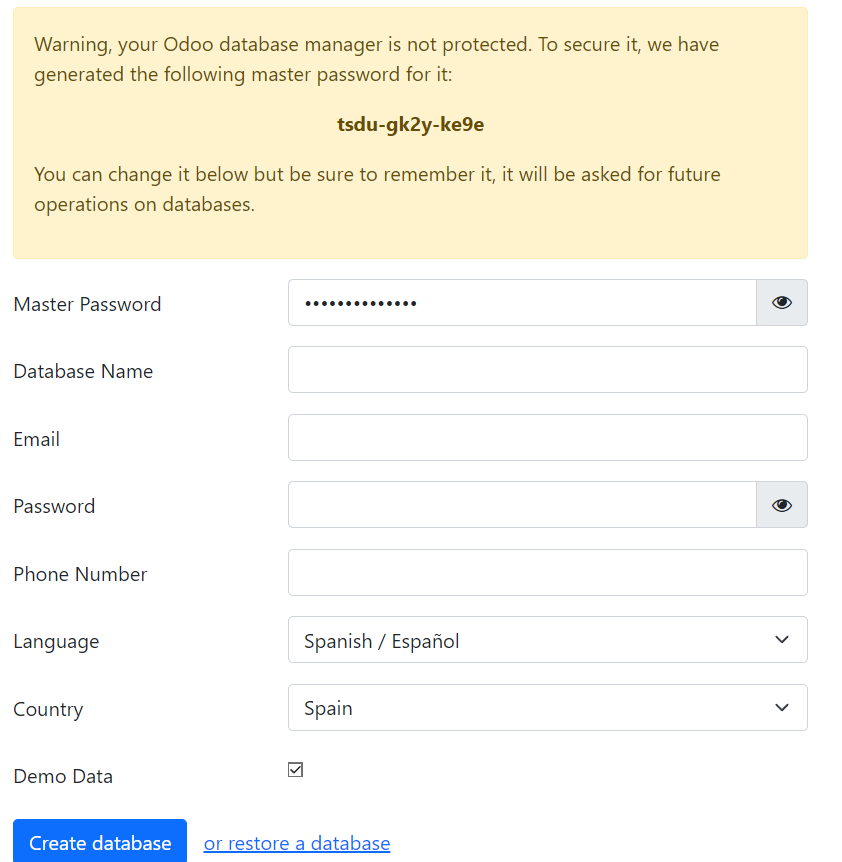 Warning, your Odoo database manager is not protected. To secure it, we have
generated the following master password for it:
tsdu-gk2y-ke9e
You can change it below but be sure to remember it, it will be asked for future
operations on databases.
Master Password ••••••••••••••
Database Name
Email
Password
Phone Number
Language Spanish / Español
Country Spain
Demo Data
Create database or restore a database